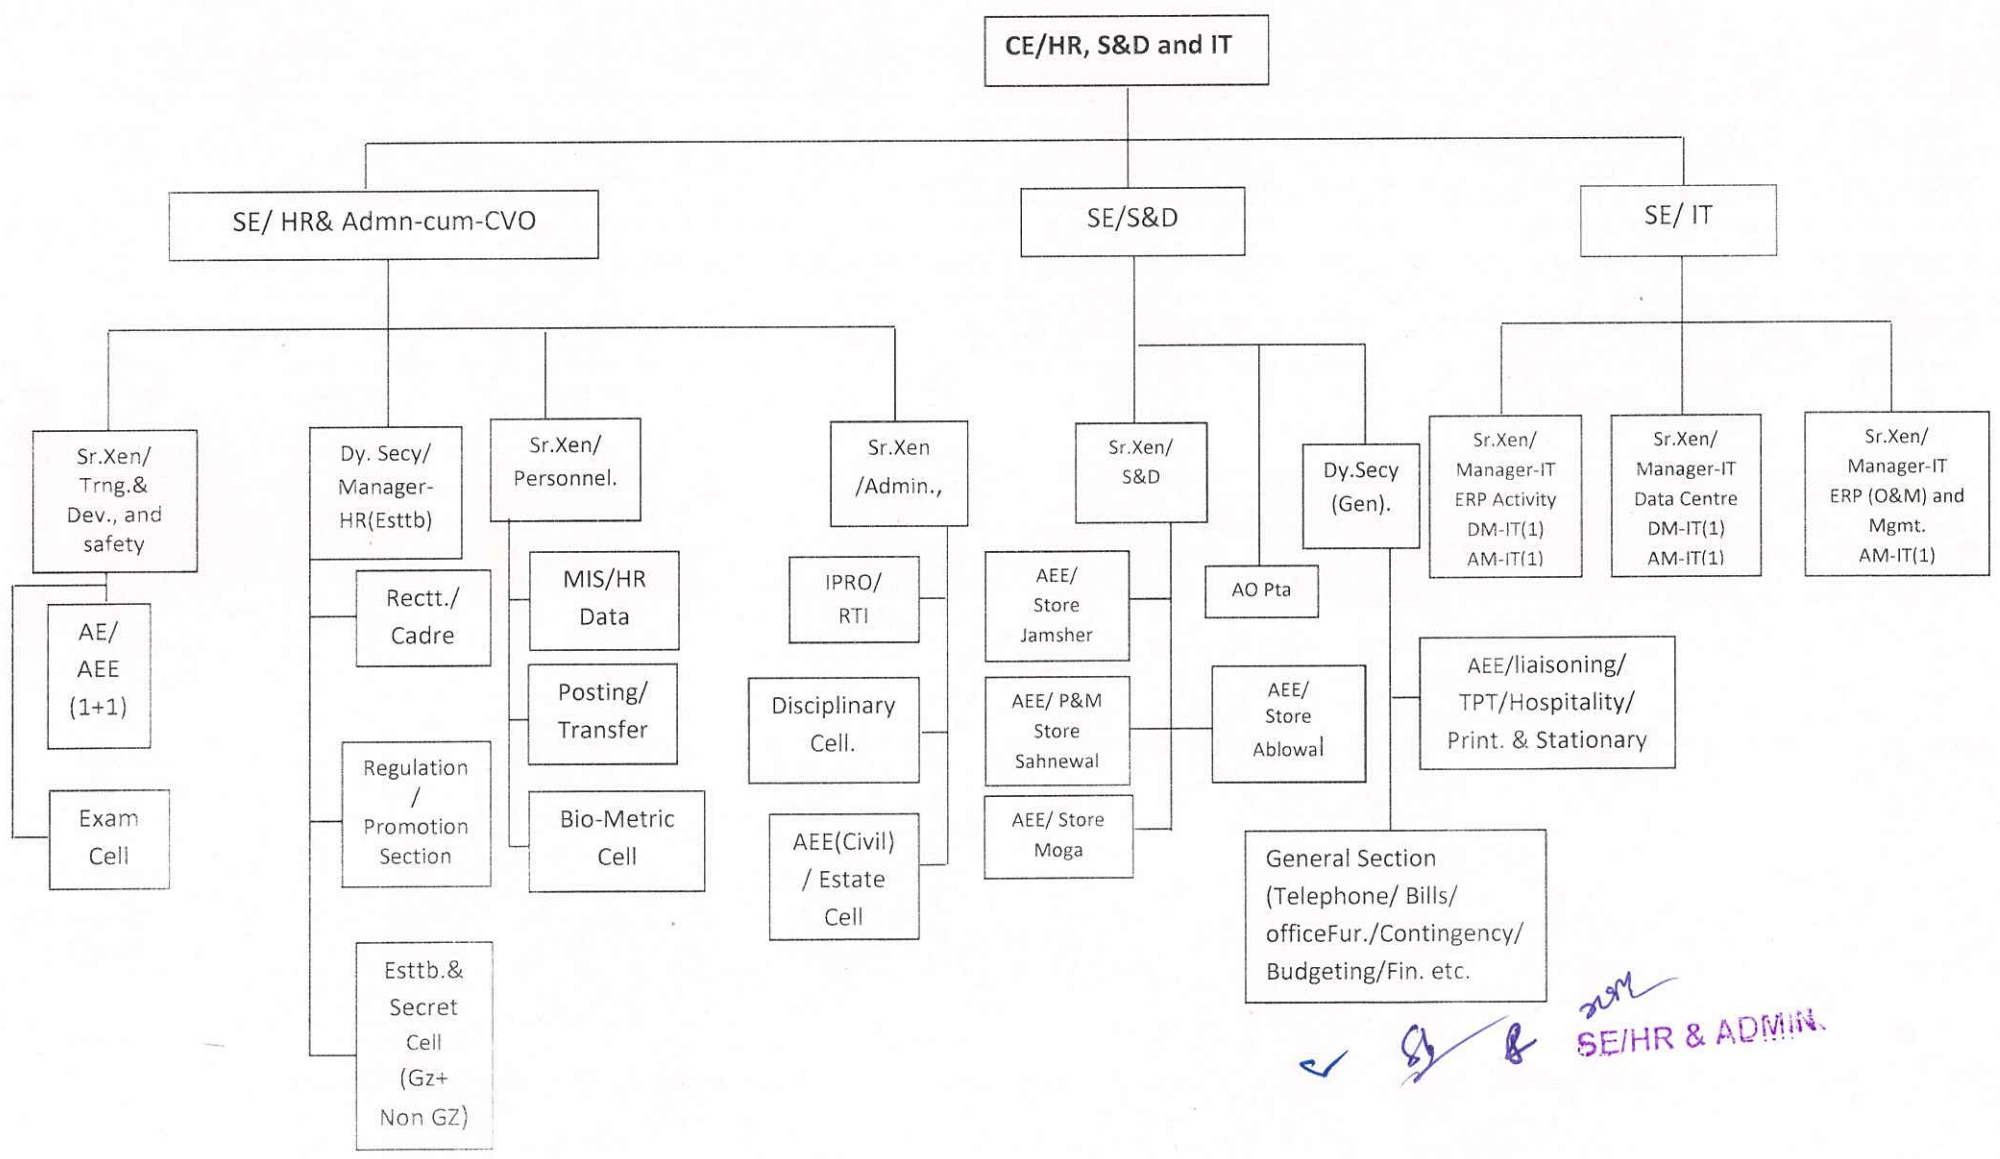 CE/HR, S&D and IT
SE/ HR& Admn-cum-CVO
SE/S&D
SE/ IT
Sr.Xen/
Trng.&
Dev., and
safety
AE/
AEE
(1+1)
Exam
Cell
Dy. Secy/
Manager-
HR(Esttb)
Rectt./
Cadre
Regulation
/
Promotion
Section
Esttb.&
Secret
Cell
(Gz+
Non GZ)
Sr.Xen/
Personnel.
MIS/HR
Data
Posting/
Transfer
Bio-Metric
Cell
Sr.Xen
/Admin.,
IPRO/
RTI
Disciplinary
Cell.
AEE(Civil)
/ Estate
Cell
Sr.Xen/
S&D
AEE/
Store
Jamsher
AEE/ P&M
Store
Sahnewal
AEE/ Store
Moga
AEE/
Store
Ablowal
AO Pta
Dy.Secy
(Gen).
AEE/liaisoning/
TPT/Hospitality/
Print. & Stationary
General Section
(Telephone/ Bills/
officeFur./Contingency/
Budgeting/Fin. etc.
Sr.Xen/
Manager-IT
ERP Activity
DM-IT(1)
AM-IT(1)
Sr.Xen/
Manager-IT
Data Centre
DM-IT(1)
AM-IT(1)
Sr.Xen/
Manager-IT
ERP (O&M) and
Mgmt.
AM-IT(1)
SE/HR & ADMIN.